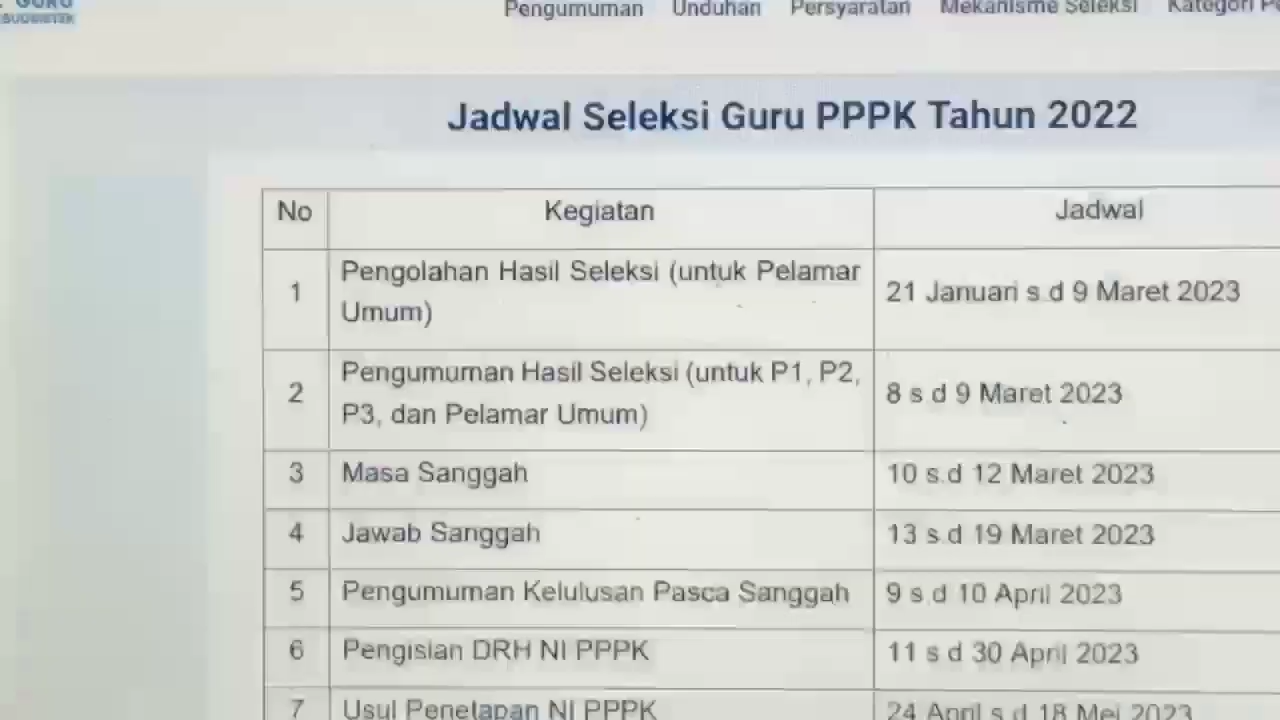 GURU
Pengumuman Unduhan Persyaratan Mekanisme Seleksi Kategori
Jadwal Seleksi Guru PPPK Tahun 2022
No Kegiatan Jadwal
1 Pengolahan Hasil Seleksi (untuk Pelamar Umum) 21 Januari s.d 9 Maret 2023
2 Pengumuman Hasil Seleksi (untuk P1, P2, P3, dan Pelamar Umum) 8 s.d 9 Maret 2023
3 Masa Sanggah 10 s.d 12 Maret 2023
4 Jawab Sanggah 13 s.d 19 Maret 2023
5 Pengumuman Kelulusan Pasca Sanggah 9 s.d 10 April 2023
6 Pengisian DRH NI PPPK 11 s d 30 April 2023
7 Usul Penetapan NI PPPK 24 April s.d 18 Mei 2023